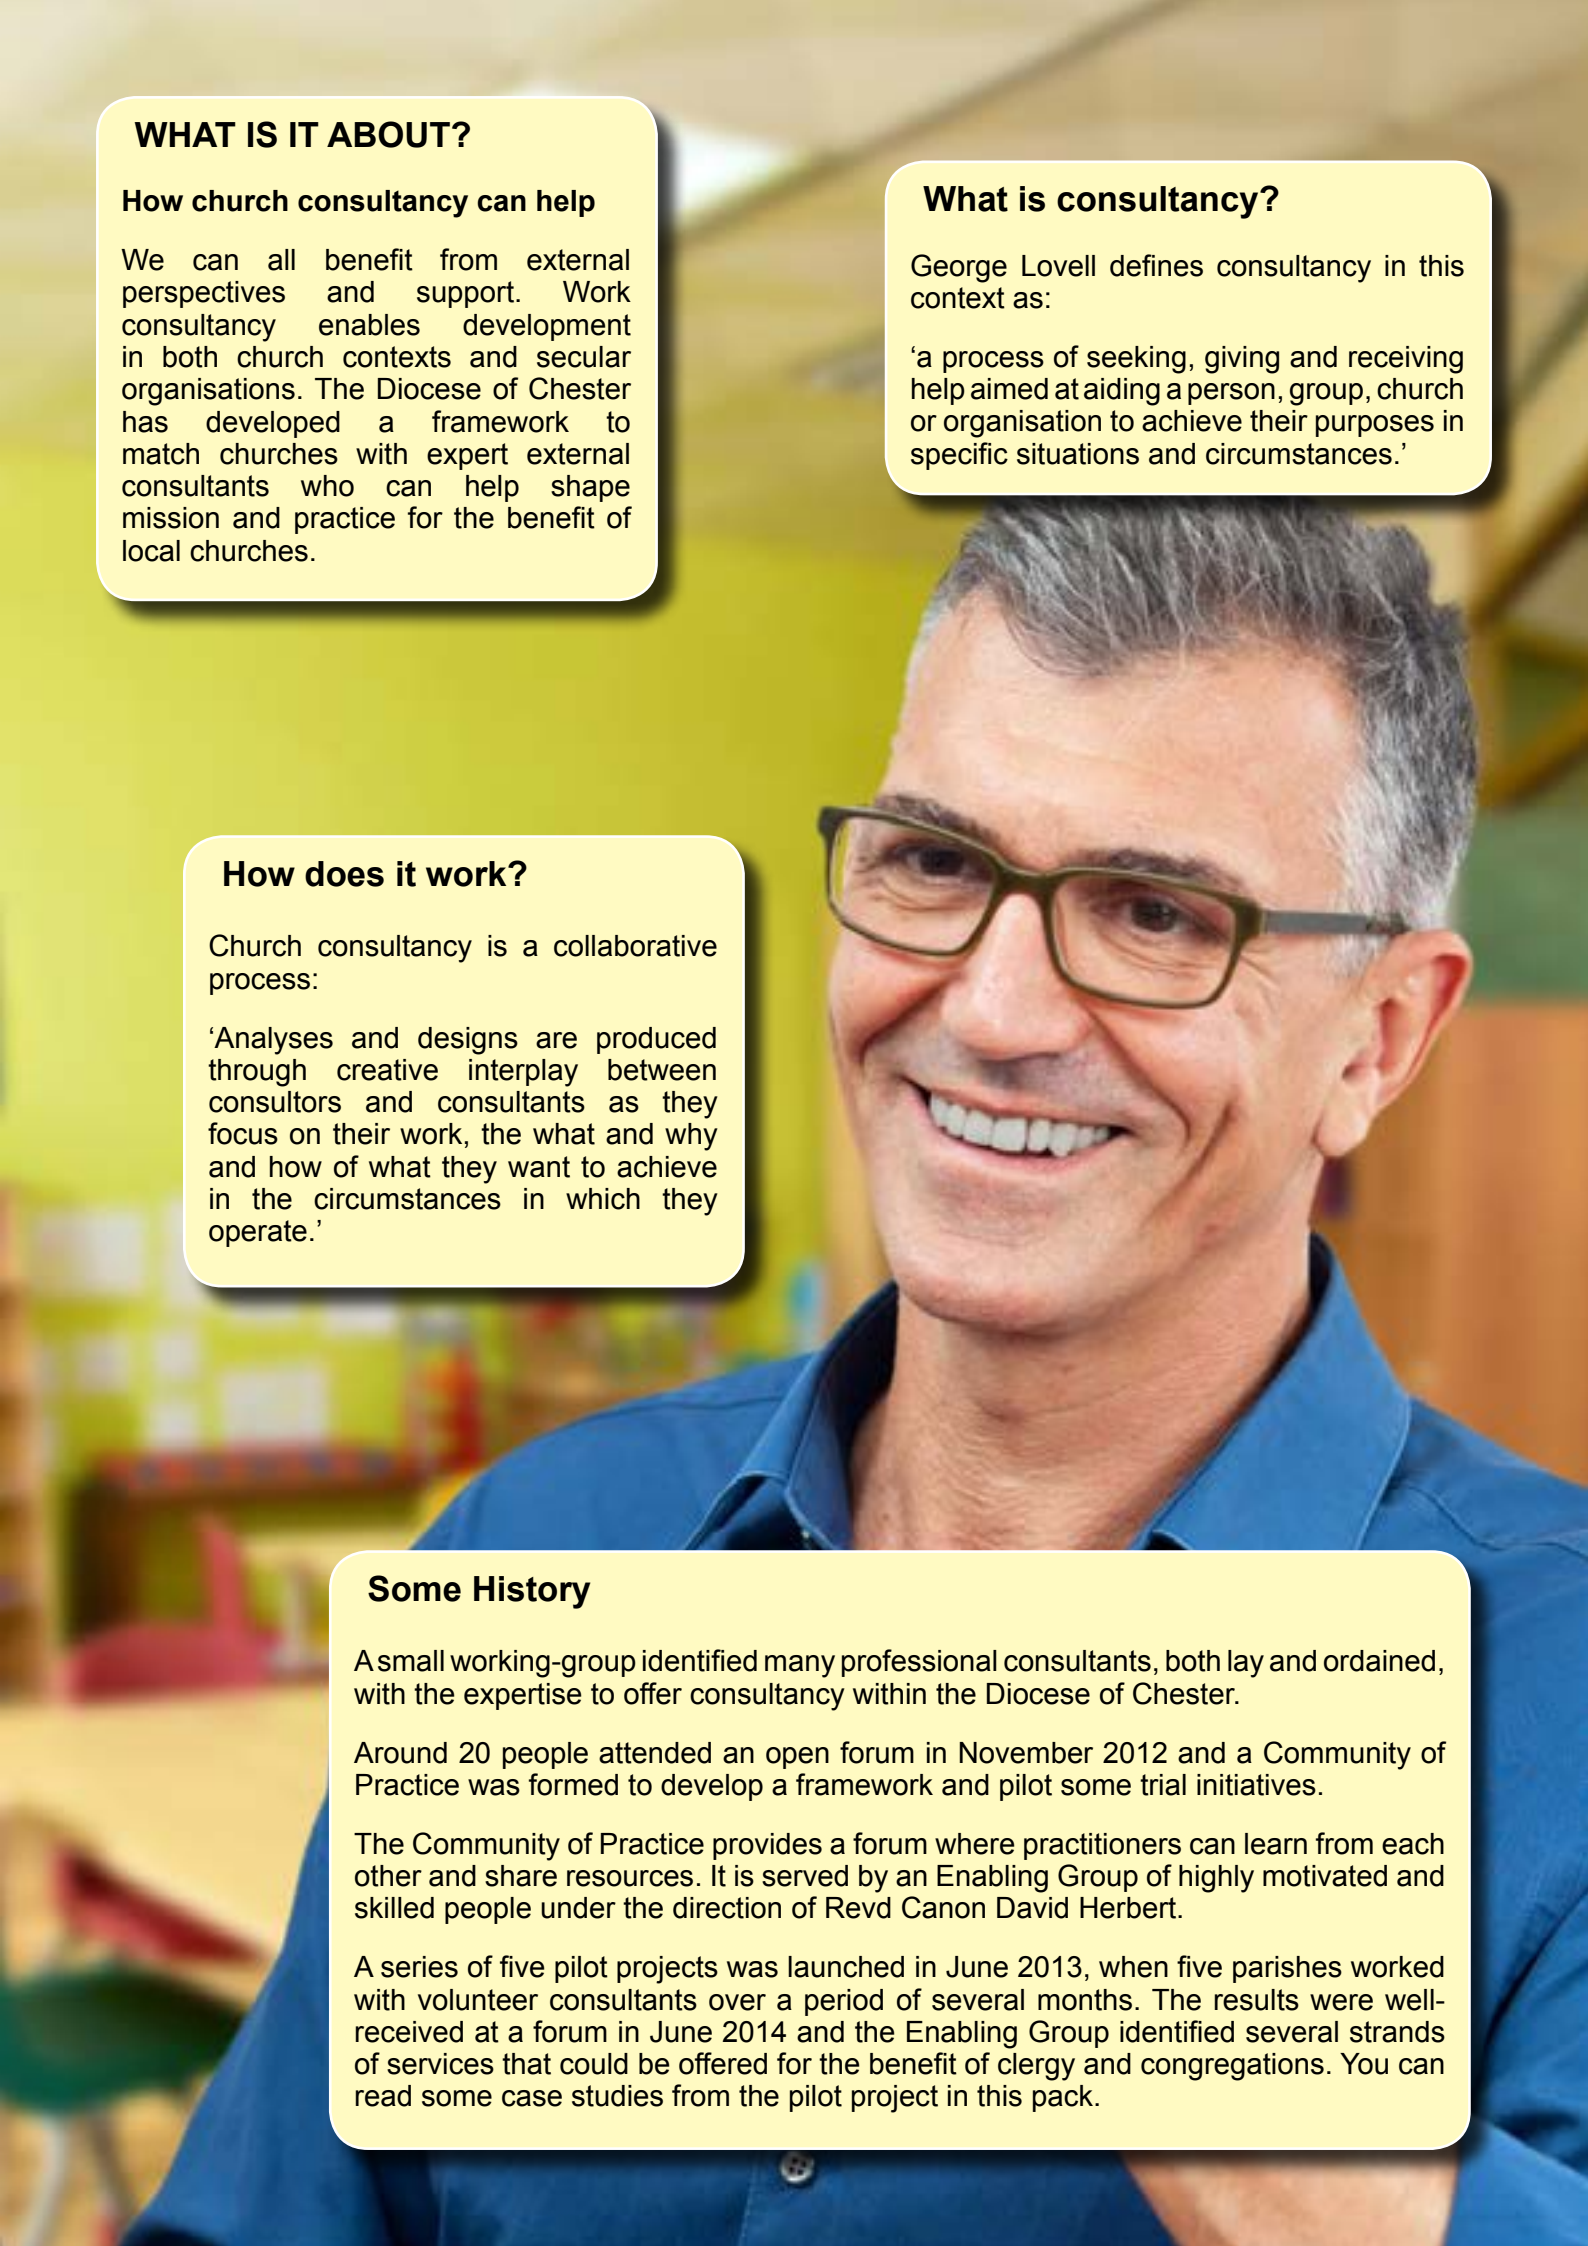 WHAT IS IT ABOUT?
How church consultancy can help
We can all benefit from external
perspectives and support. Work
consultancy enables development
in both church contexts and secular
organisations. The Diocese of Chester
has developed a framework to
match churches with expert external
consultants who can help shape
mission and practice for the benefit of
local churches.
What is consultancy?
George Lovell defines consultancy in this
context as:
‘a process of seeking, giving and receiving
help aimed at aiding a person, group, church
or organisation to achieve their purposes in
specific situations and circumstances.’
How does it work?
Church consultancy is a collaborative
process:
‘Analyses and designs are produced
through creative interplay between
consultors and consultants as they
focus on their work, the what and why
and how of what they want to achieve
in the circumstances in which they
operate.’
Some History
A small working-group identified many professional consultants, both lay and ordained,
with the expertise to offer consultancy within the Diocese of Chester.
Around 20 people attended an open forum in November 2012 and a Community of
Practice was formed to develop a framework and pilot some trial initiatives.
The Community of Practice provides a forum where practitioners can learn from each
other and share resources. It is served by an Enabling Group of highly motivated and
skilled people under the direction of Revd Canon David Herbert.
A series of five pilot projects was launched in June 2013, when five parishes worked
with volunteer consultants over a period of several months. The results were well-
received at a forum in June 2014 and the Enabling Group identified several strands
of services that could be offered for the benefit of clergy and congregations. You can
read some case studies from the pilot project in this pack.